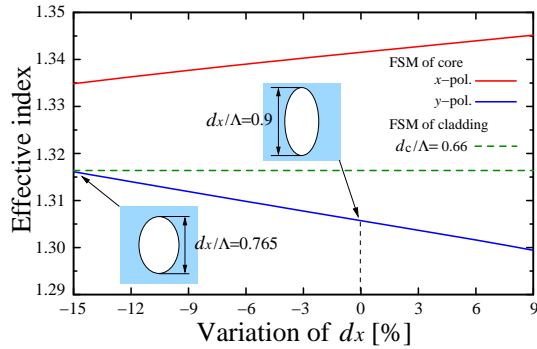 1.35
1.34
1.33
1.32
1.31
1.30
1.29
Effective index
FSM of core
x-pol.
y-pol.
FSM of cladding
dc/Λ= 0.66
dx/Λ=0.9
dx/Λ=0.765
−15 −12 −9 −6 −3 0 3 6 9
Variation of dx [%]